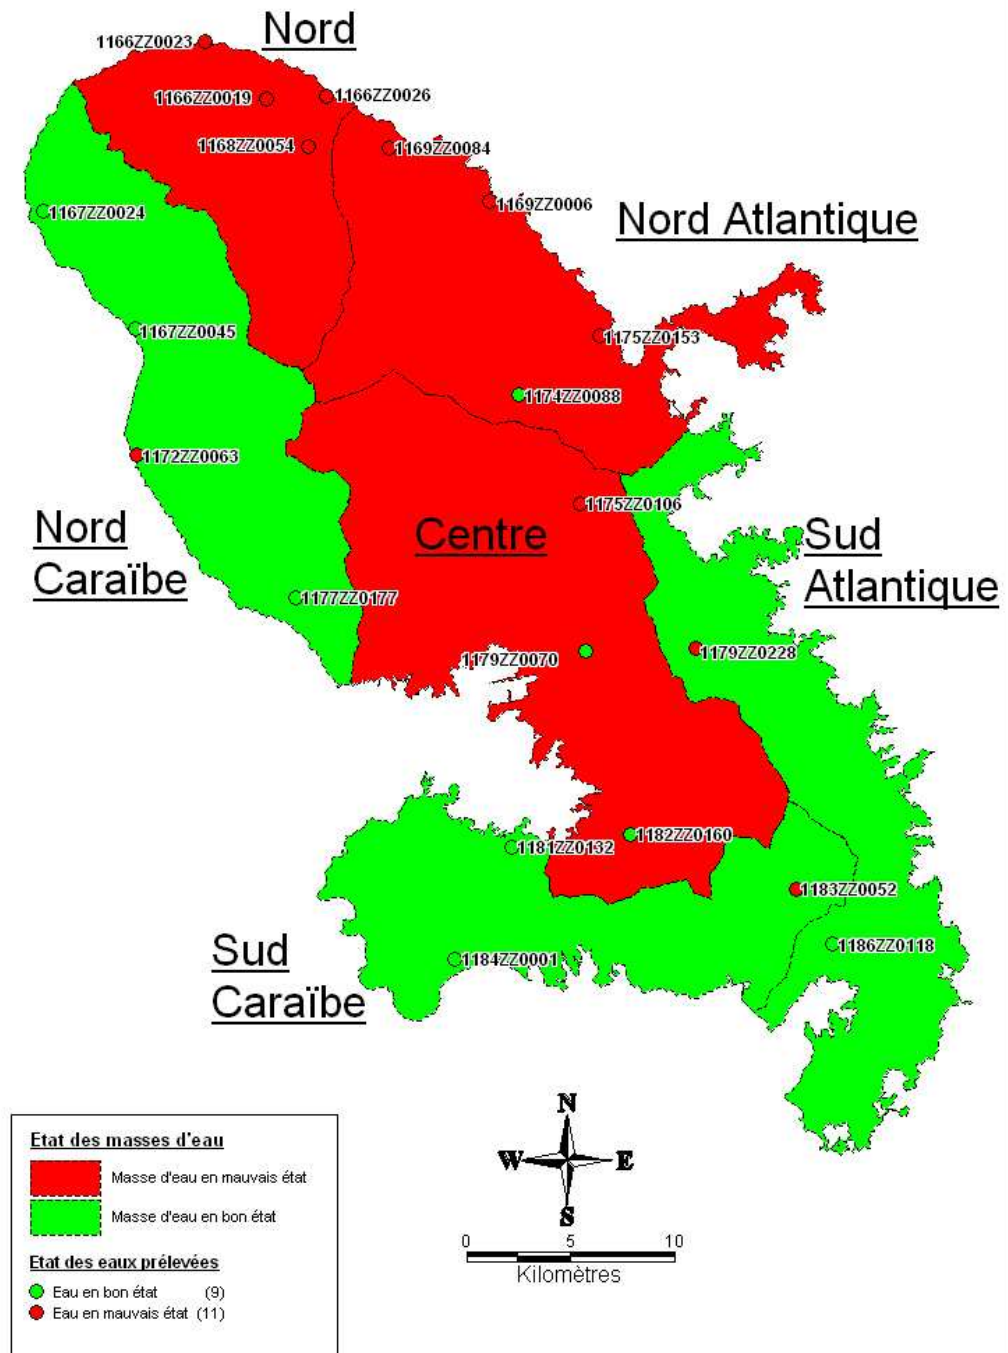 Nord
1166ZZ0023
1166ZZ0019
1166ZZ0026
1168ZZ0054
1169ZZ0084
1167ZZ0024
1169ZZ0006
Nord Atlantique
1167ZZ0045
1175ZZ0153
1174ZZ0088
1172ZZ0063
1175ZZ0106
Nord
Caraïbe
Centre
Sud
Atlantique
1177ZZ0177
1179ZZ0070
1179ZZ0228
1182ZZ0160
1181ZZ0132
1183ZZ0052
1186ZZ0118
1184ZZ0001
Sud
Caraïbe
N
W E
S
0 5 10
Kilomètres
Etat des masses d'eau
Masse d'eau en mauvais état
Masse d'eau en bon état
Etat des eaux prélevées
Eau en bon état (9)
Eau en mauvais état (11)